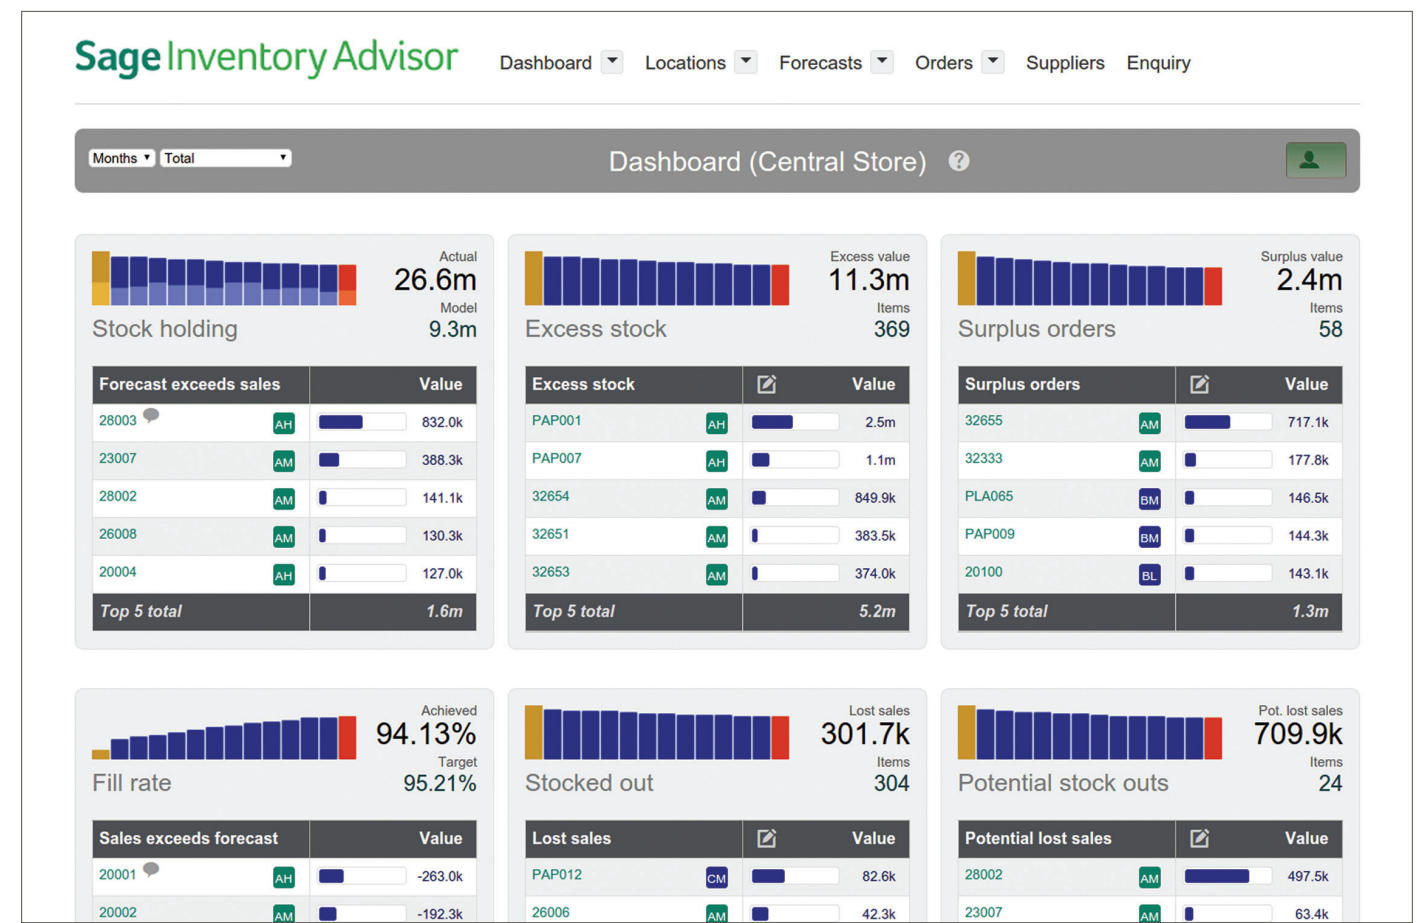 Sage Inventory Advisor
Dashboard Locations Forecasts Orders Suppliers Enquiry
Months Total Dashboard (Central Store) ?
Actual
26.6m
Model
Stock holding 9.3m
Forecast exceeds sales Value
28003 AH 832.0k
23007 AM 388.3k
28002 AM 141.1k
26008 AM 130.3k
20004 AH 127.0k
Top 5 total 1.6m
Excess value
11.3m
Items
Excess stock 369
Excess stock Value
PAP001 AH 2.5m
PAP007 AH 1.1m
32654 AM 849.9k
32651 AM 383.5k
32653 AM 374.0k
Top 5 total 5.2m
Surplus value
2.4m
Items
Surplus orders 58
Surplus orders Value
32655 AM 717.1k
32333 AM 177.8k
PLA065 BM 146.5k
PAP009 BM 144.3k
20100 BL 143.1k
Top 5 total 1.3m
Achieved
94.13%
Target
Fill rate 95.21%
Sales exceeds forecast Value
20001 AH -263.0k
20002 AM -192.3k
Lost sales
301.7k
Items
Stocked out 304
Lost sales Value
PAP012 CM 82.6k
26006 AM 42.3k
Pot. lost sales
709.9k
Items
Potential stock outs 24
Potential lost sales Value
28002 AM 497.5k
23007 AM 63.4k